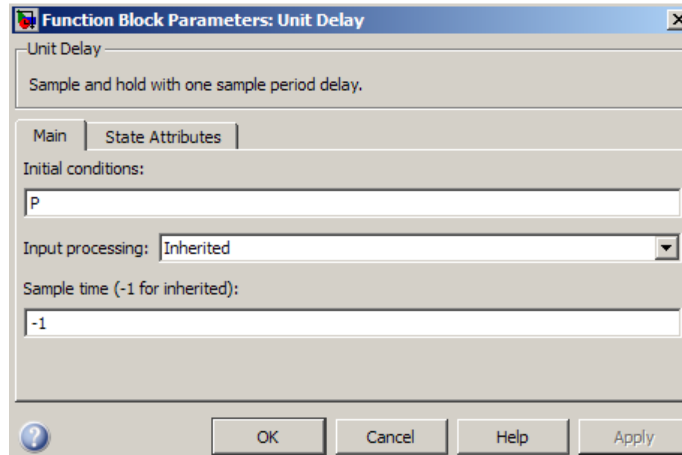 Function Block Parameters: Unit Delay
Unit Delay
Sample and hold with one sample period delay.
Main State Attributes
Initial conditions:
P
Input processing: Inherited
Sample time (-1 for inherited):
-1
OK Cancel Help Apply